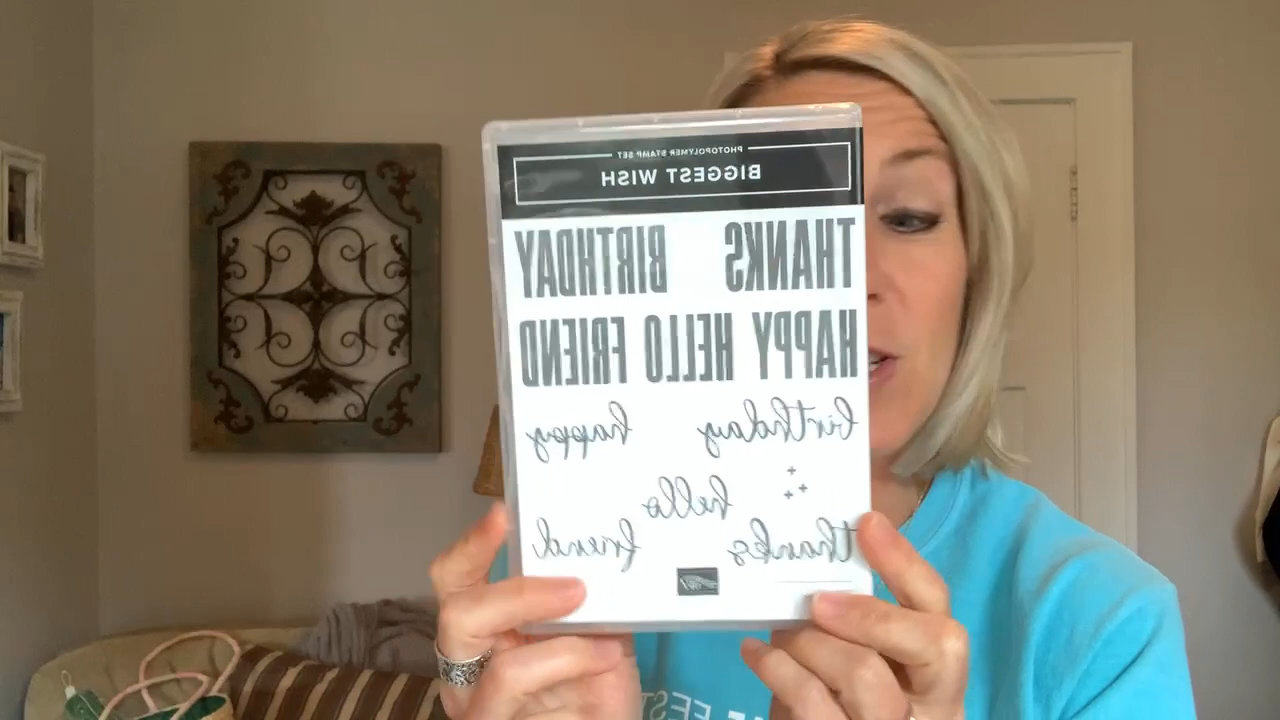 PHOTOPOLYMER STAMP SET
BIGGEST WISH
THANKS BIRTHDAY
HAPPY HELLO FRIEND
birthday happy
hello
thanks friend